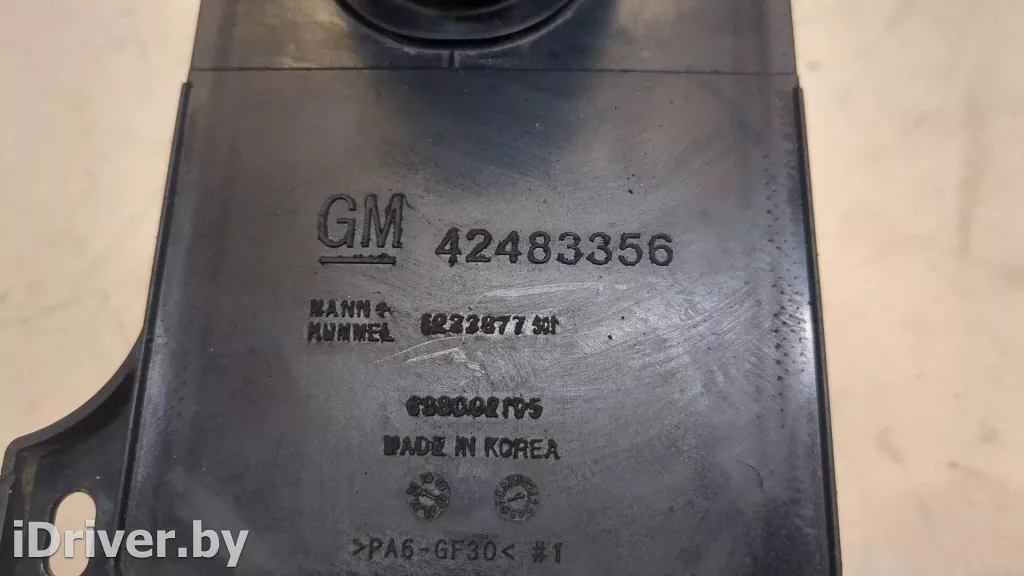 GM 42483356
MANN+
HUMMEL
MADE IN KOREA
>PA6-GF30< #1
iDriver.by